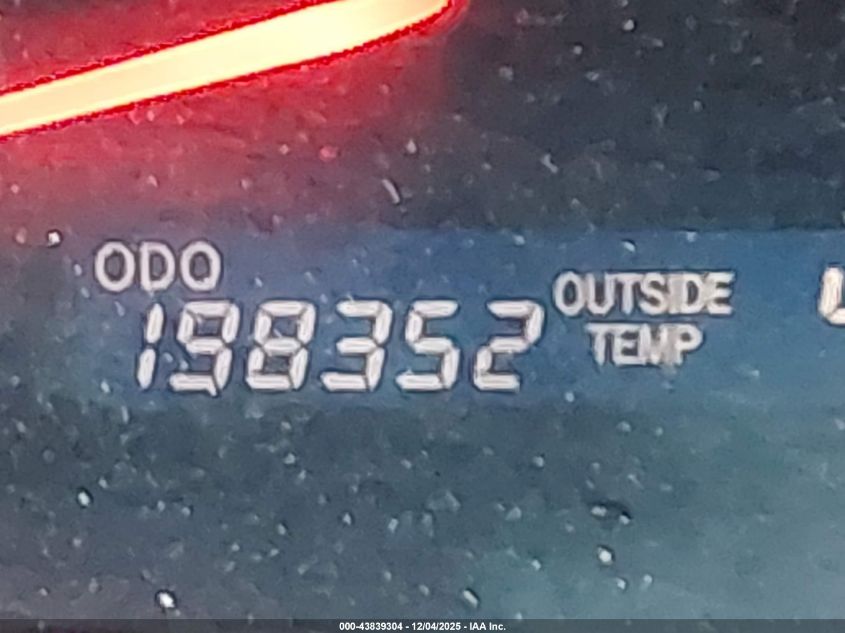 ODO
198352
OUTSIDE
TEMP
000-43839304 - 12/04/2025 - IAA Inc.